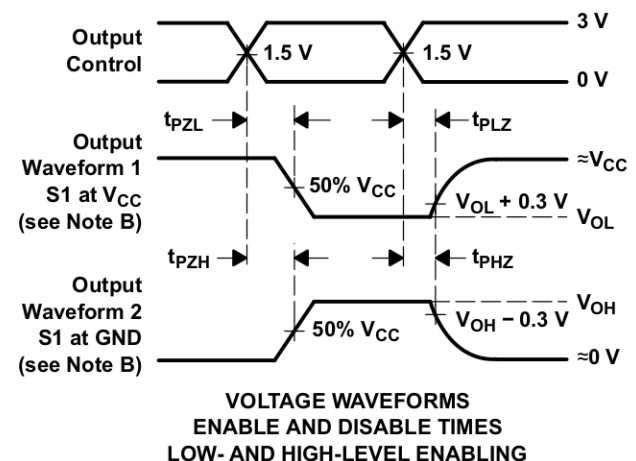 3 V
Output
Control
1.5 V
1.5 V
0 V
tPZL
tPLZ
Output
Waveform 1
S1 at VCC
(see Note B)
≈VCC
50% VCC
VOL + 0.3 V
VOL
tPZH
tPHZ
Output
Waveform 2
S1 at GND
(see Note B)
VOH
50% VCC
VOH − 0.3 V
≈0 V
VOLTAGE WAVEFORMS
ENABLE AND DISABLE TIMES
LOW- AND HIGH-LEVEL ENABLING